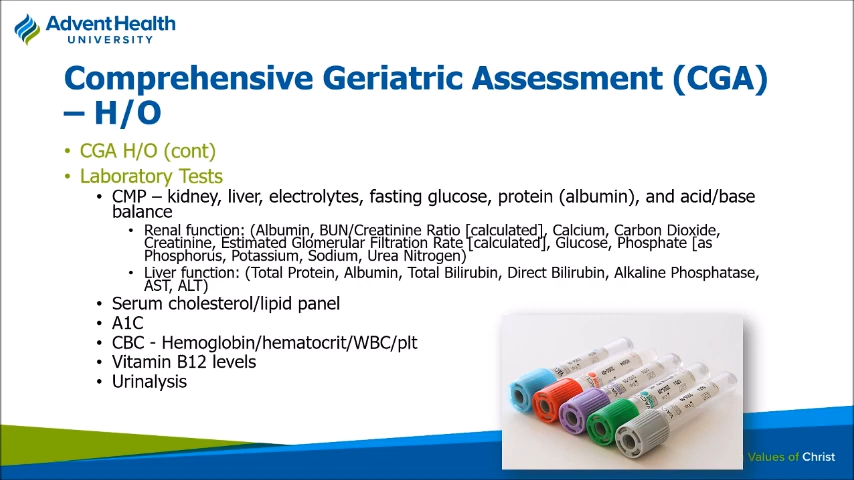 AdventHealth
UNIVERSITY
Comprehensive Geriatric Assessment (CGA)
– H/O
• CGA H/O (cont)
• Laboratory Tests
• CMP – kidney, liver, electrolytes, fasting glucose, protein (albumin), and acid/base
balance
• Renal function: (Albumin, BUN/Creatinine Ratio [calculated], Calcium, Carbon Dioxide,
Creatinine, Estimated Glomerular Filtration Rate [calculated], Glucose, Phosphate [as
Phosphorus, Potassium, Sodium, Urea Nitrogen)
• Liver function: (Total Protein, Albumin, Total Bilirubin, Direct Bilirubin, Alkaline Phosphatase,
AST, ALT)
• Serum cholesterol/lipid panel
• A1C
• CBC - Hemoglobin/hematocrit/WBC/plt
• Vitamin B12 levels
• Urinalysis
Values of Christ